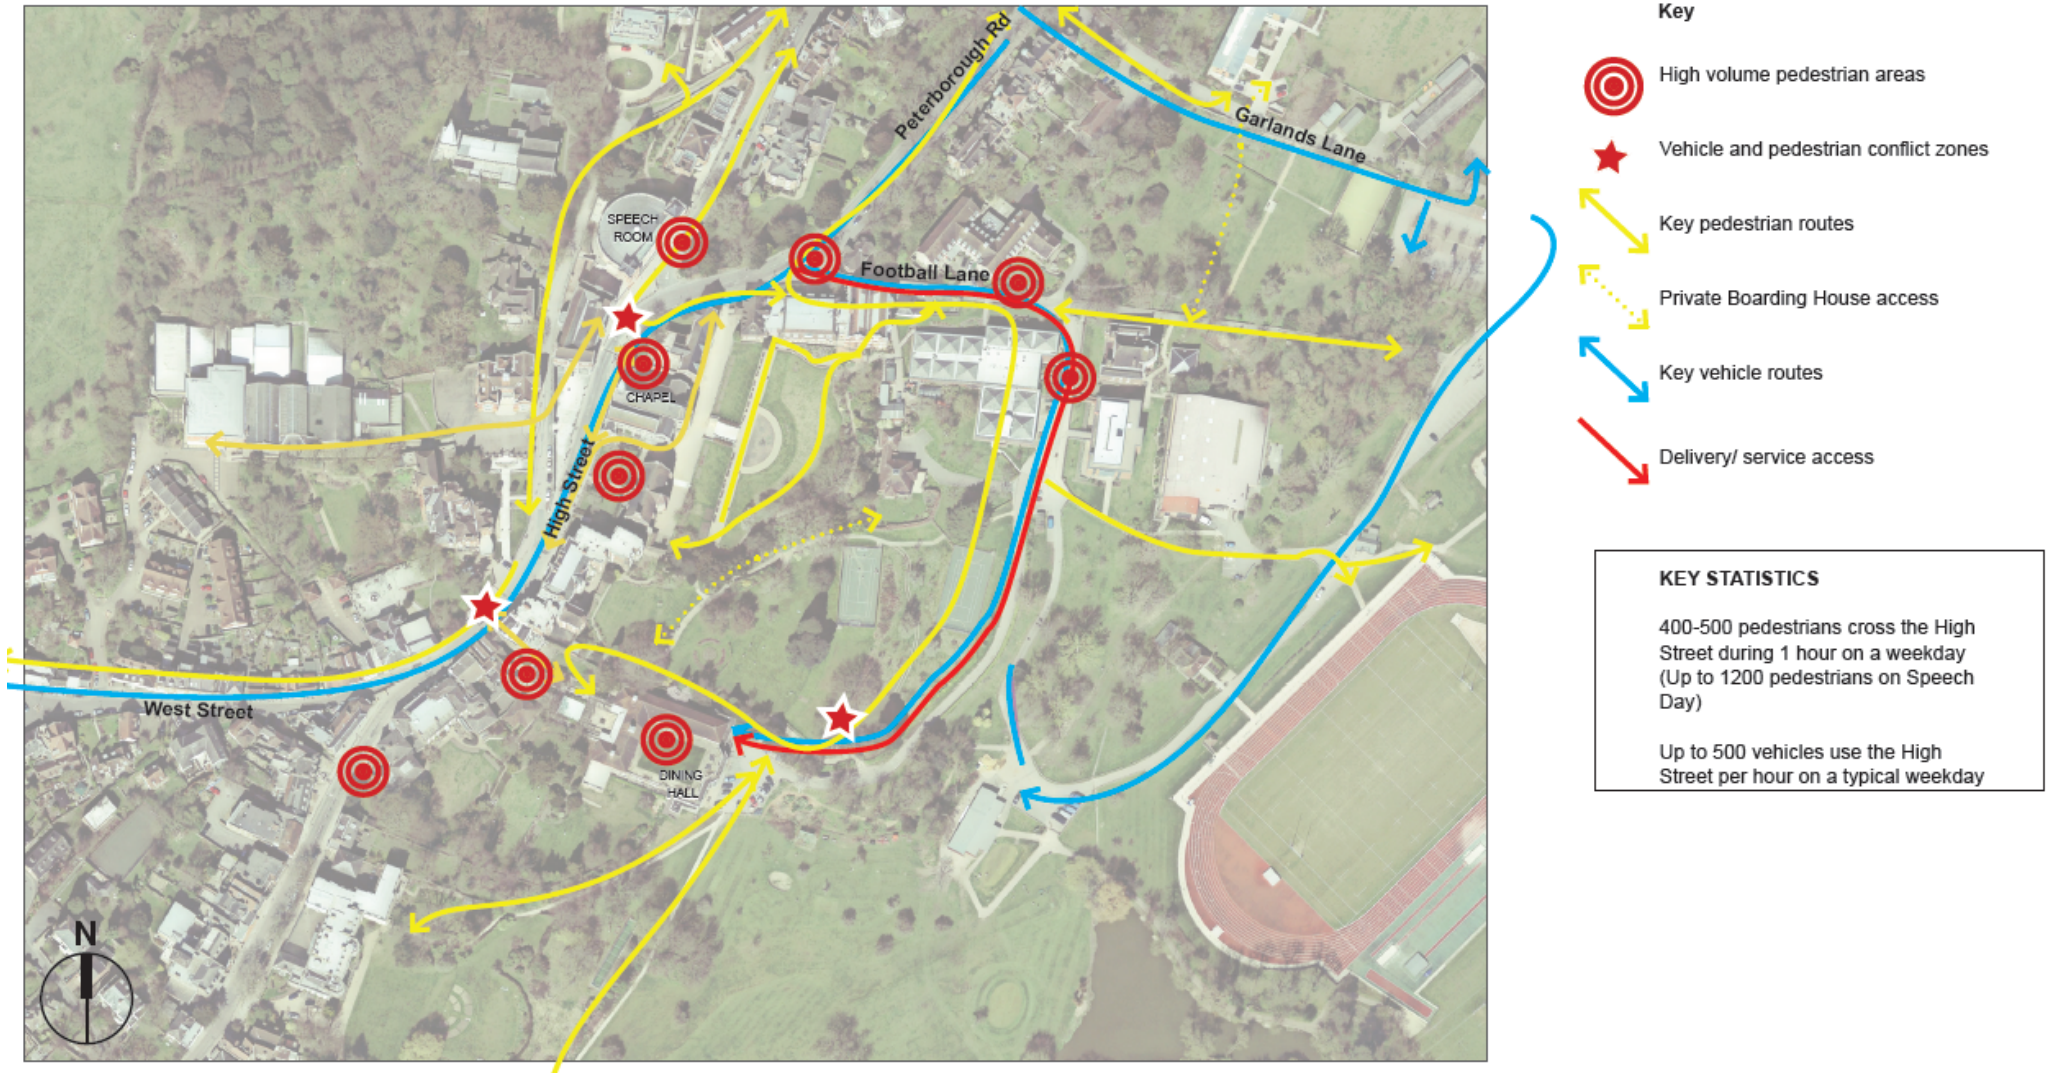 Peterborough Rd
Garlands Lane
SPEECH
ROOM
Football Lane
CHAPEL
High Street
West Street
DINING
HALL
N
Key
High volume pedestrian areas
Vehicle and pedestrian conflict zones
Key pedestrian routes
Private Boarding House access
Key vehicle routes
Delivery/ service access
KEY STATISTICS
400-500 pedestrians cross the High
Street during 1 hour on a weekday
(Up to 1200 pedestrians on Speech
Day)
Up to 500 vehicles use the High
Street per hour on a typical weekday